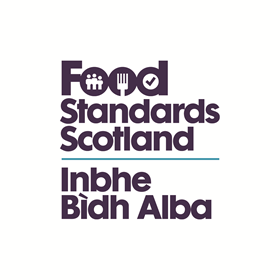 Food
Standards
Scotland
Inbhe
Bìdh Alba